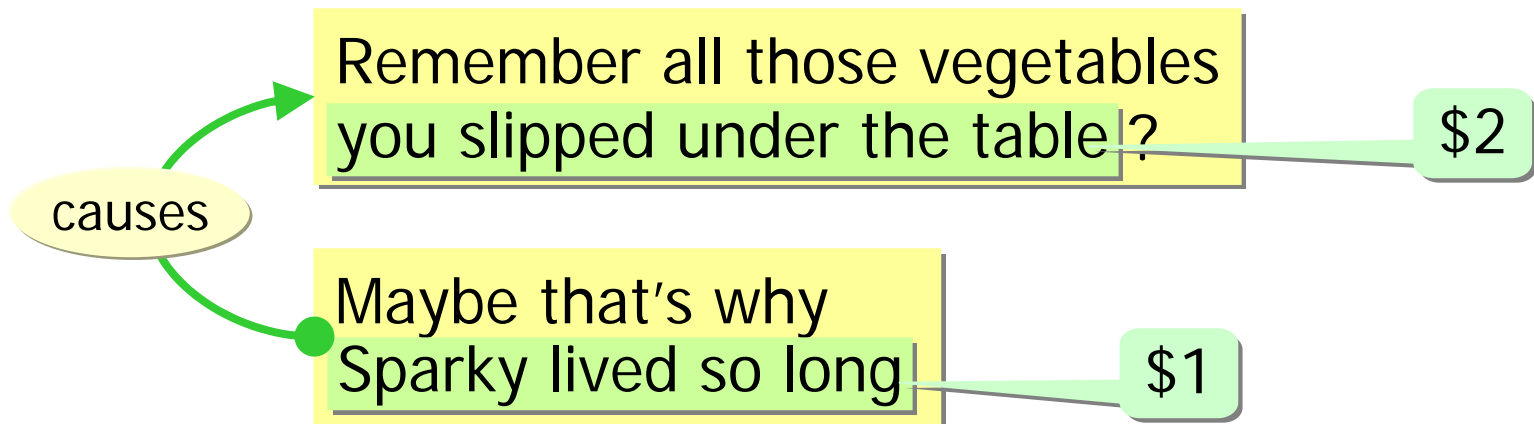 Remember all those vegetables
you slipped under the table ?
$2
causes
Maybe that's why
Sparky lived so long
$1